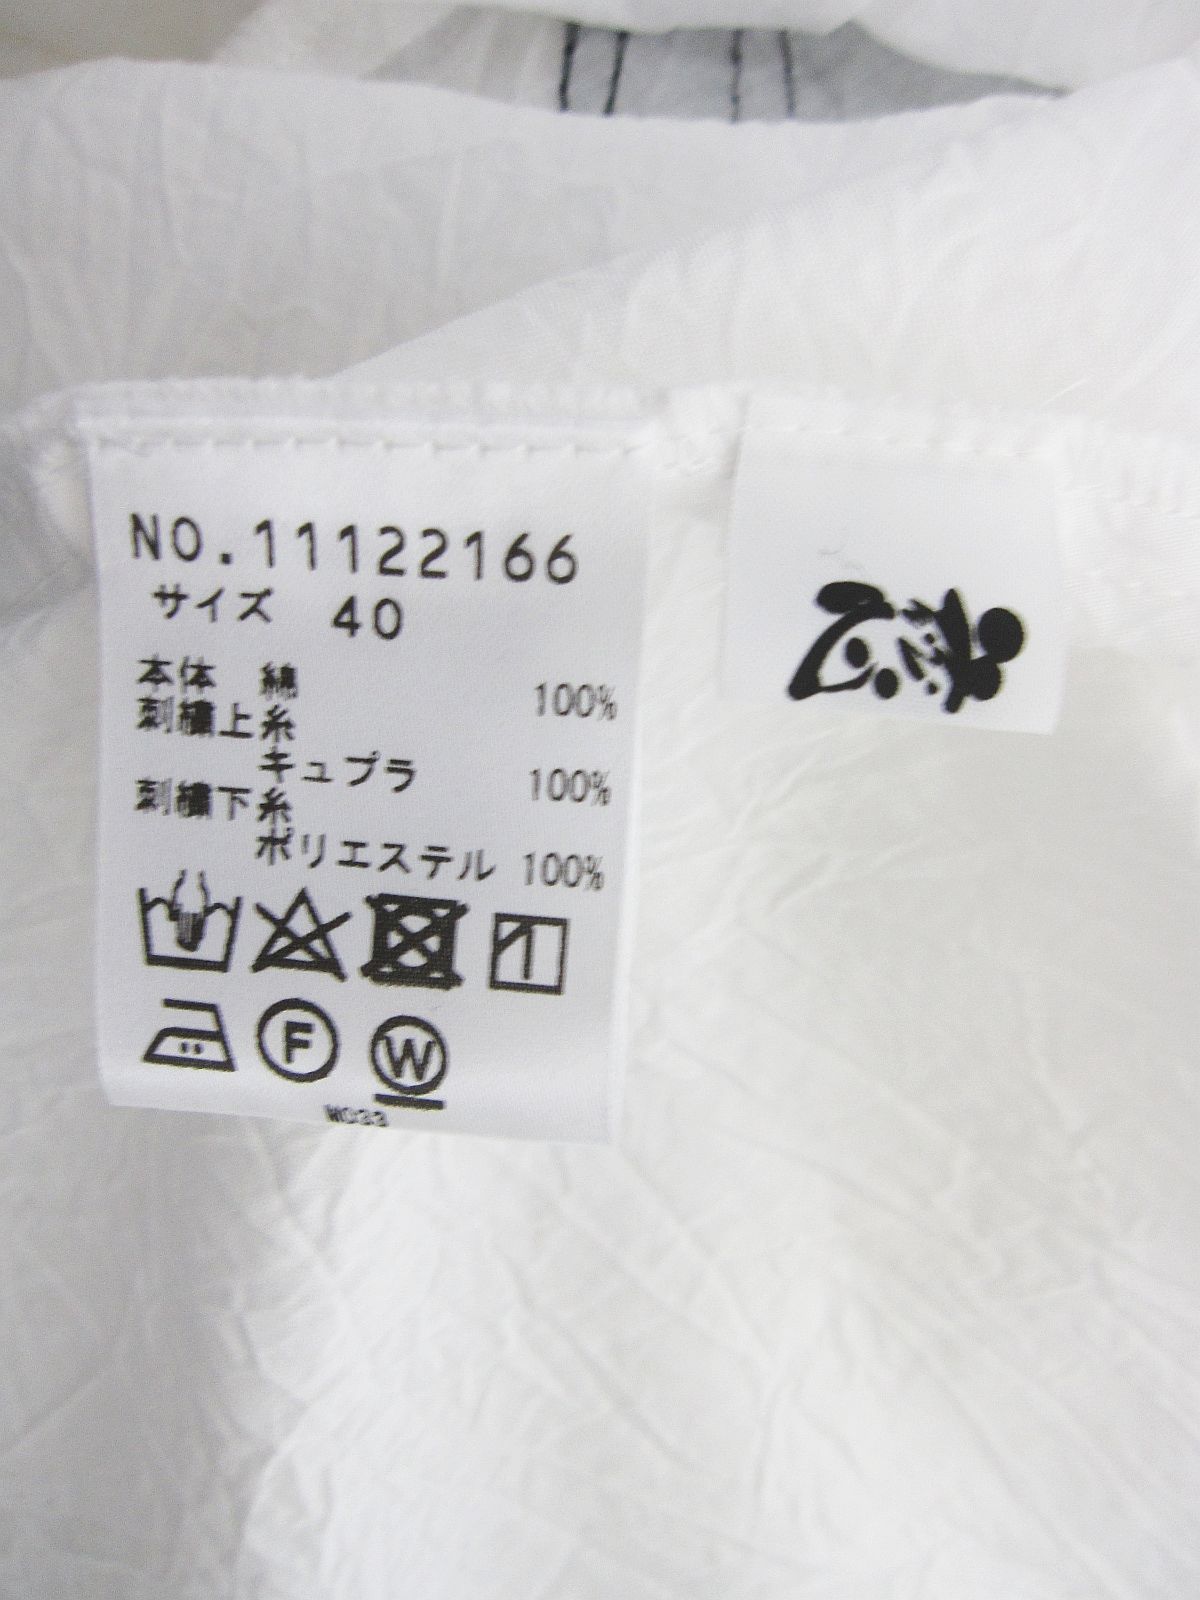 NO.11122166
サイズ 40
本体 綿 100%
刺繍上糸
キュプラ 100%
刺繍下糸
ポリエステル 100%
F W
W033